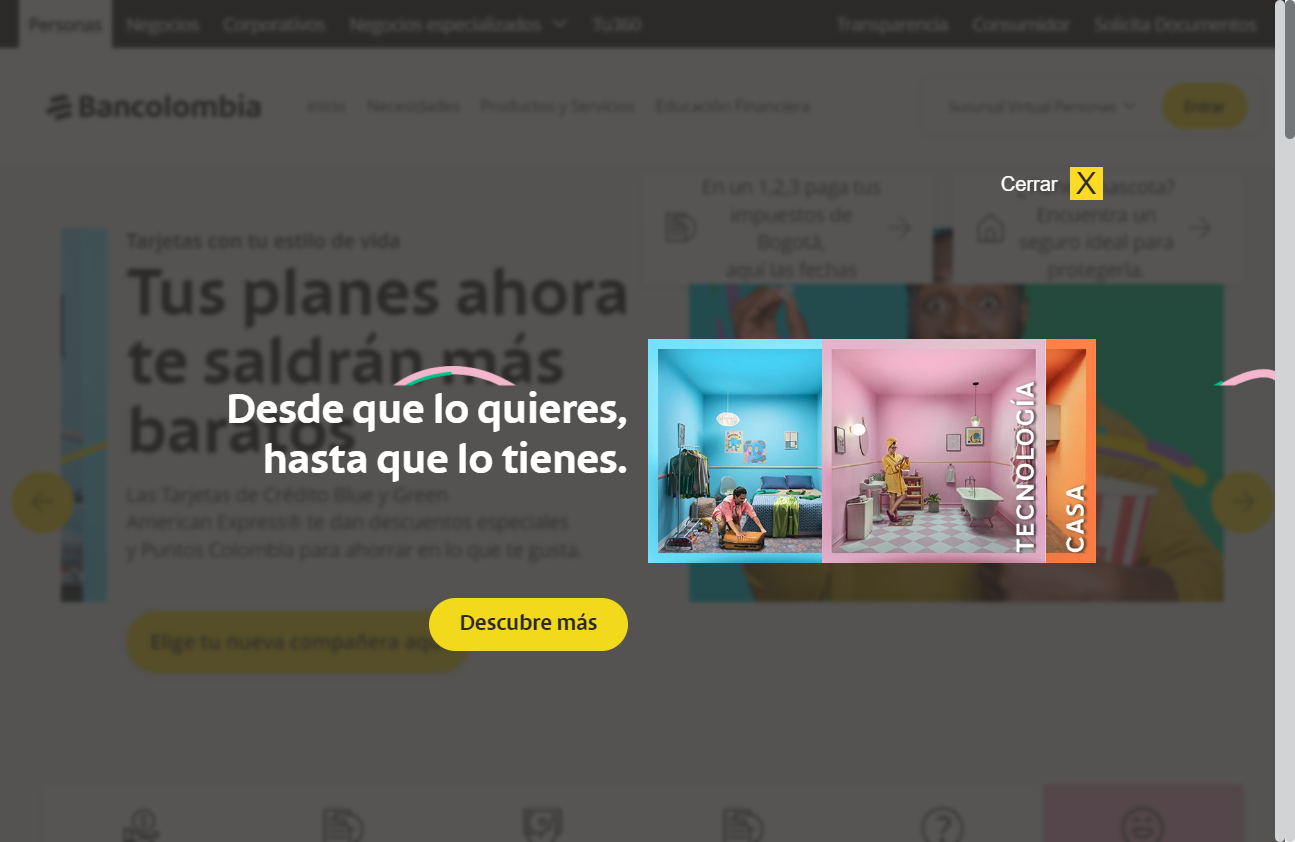 Personas Negocios Corporativos Negocios especializados Tu360 Transparencia Consumidor Solicita Documentos
Bancolombia Inicio Necesidades Productos y Servicios Educación Financiera Sucursal Virtual Personas Entrar
Cerrar X
En un 1,2,3 paga tus
impuestos de
Bogotá,
aquí las fechas
mascota?
Encuentra un
seguro ideal para
protegerla.
Tarjetas con tu estilo de vida
Tus planes ahora
te saldrán más
baratos
Desde que lo quieres,
hasta que lo tienes.
TECNOLOGÍA
CASA
Las Tarjetas de Crédito Blue y Green
American Express® te dan descuentos especiales
y Puntos Colombia para ahorrar en lo que te gusta.
Descubre más
Elige tu nueva compañera aquí